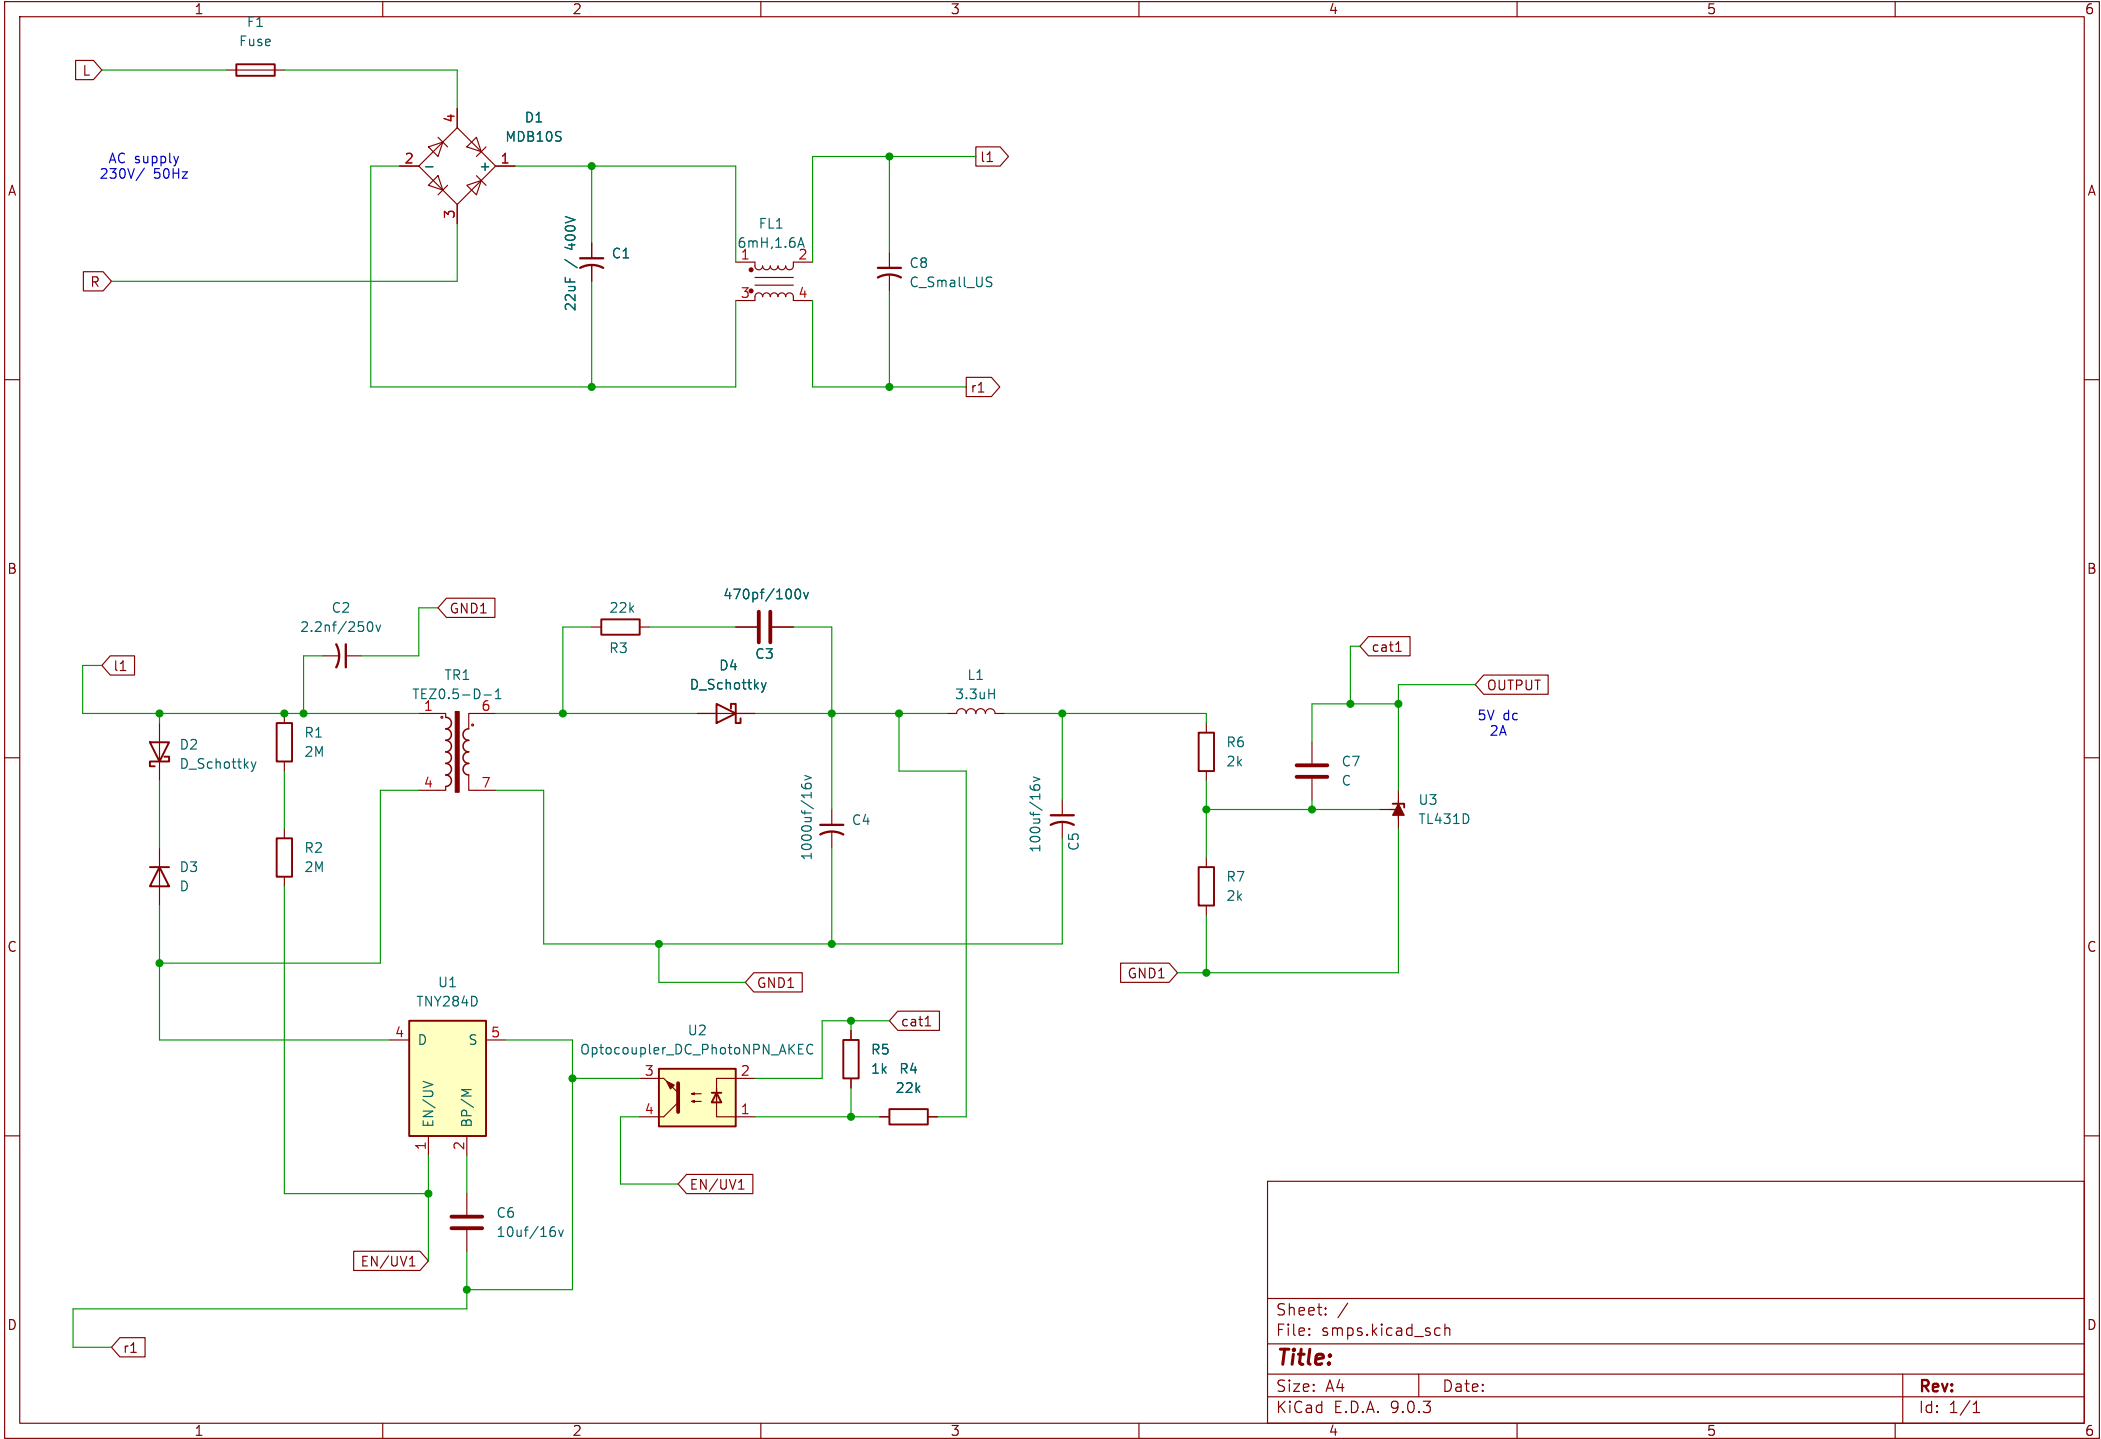 1 2 3 4 5 6
F1
Fuse
L
D1
MDB10S
4
2
1
-
+
3
AC supply
230V/ 50Hz
A
A
l1
22uF / 400V
C1
FL1
6mH,1.6A
1
2
3
4
C8
C_Small_US
R
r1
B
B
470pf/100v
C2
2.2nf/250v
GND1
22k
R3
C3
cat1
l1
D4
D_Schottky
TR1
TEZ0.5-D-1
L1
3.3uH
OUTPUT
5V dc
2A
1
6
4
7
D2
D_Schottky
R1
2M
R6
2k
C7
C
1000uf/16v
C4
100uf/16v
C5
U3
TL431D
R2
2M
D3
D
R7
2k
C
C
GND1
GND1
U1
TNY284D
4
D
S
5
EN/UV
BP/M
1
2
cat1
U2
Optocoupler_DC_PhotoNPN_AKEC
3
2
4
1
R5
1k
R4
22k
EN/UV1
C6
10uf/16v
EN/UV1
r1
D
D
Sheet: /
File: smps.kicad_sch
Title:
Size: A4
Date:
Rev:
KiCad E.D.A. 9.0.3
Id: 1/1
1 2 3 4 5 6